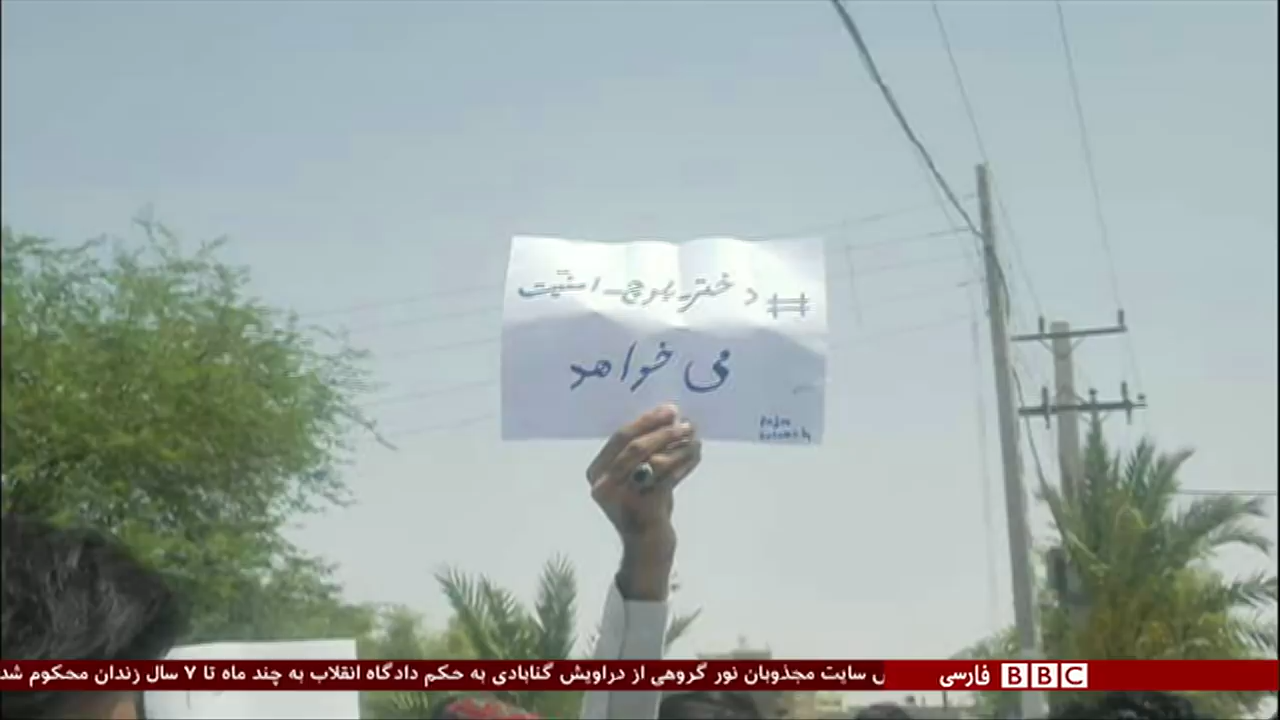 # دختر_بلوچ_امنیت
می خواهد
س سایت مجذوبان نور گروهی از دراویش گنابادی به حکم دادگاه انقلاب به چند ماه تا ۷ سال زندان محکوم شد
BBC فارسی